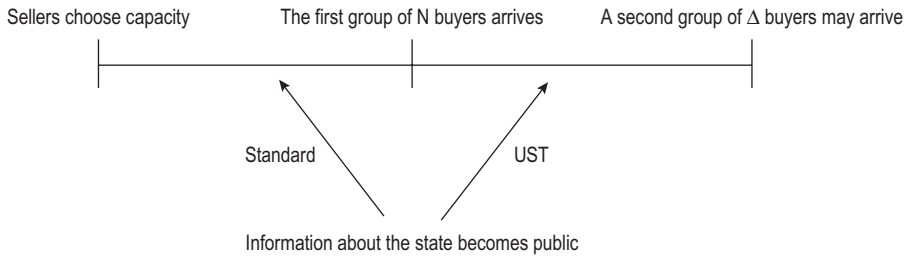 Sellers choose capacity
The first group of N buyers arrives
A second group of Δ buyers may arrive
Standard
UST
Information about the state becomes public